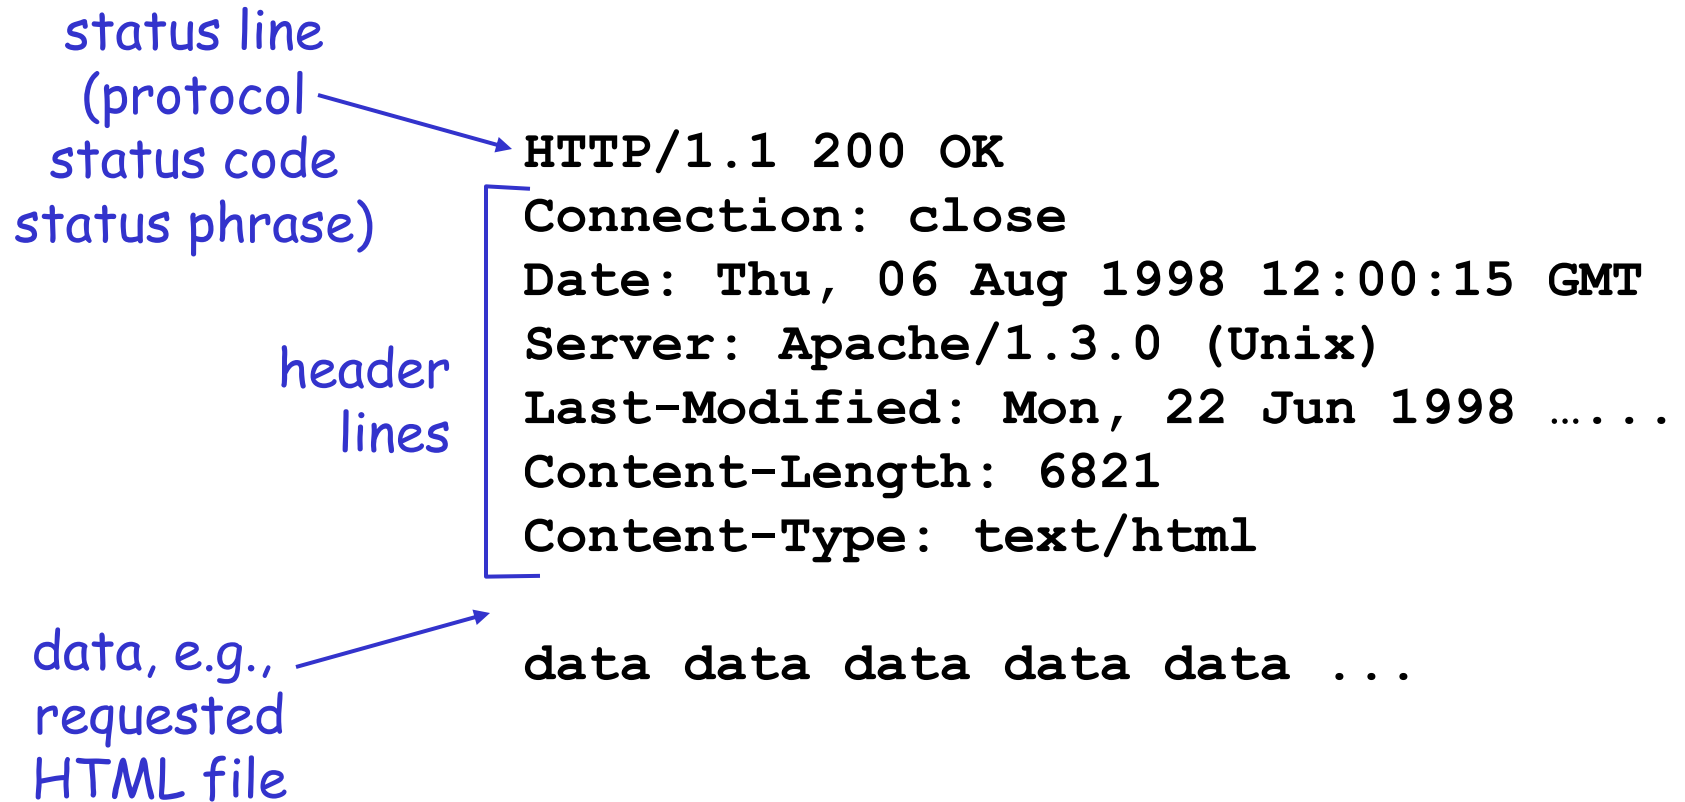 status line
(protocol
status code
status phrase)
HTTP/1.1 200 OK
Connection: close
Date: Thu, 06 Aug 1998 12:00:15 GMT
Server: Apache/1.3.0 (Unix)
Last-Modified: Mon, 22 Jun 1998 …...
Content-Length: 6821
Content-Type: text/html
header
lines
data, e.g.,
requested
HTML file
data data data data data ...